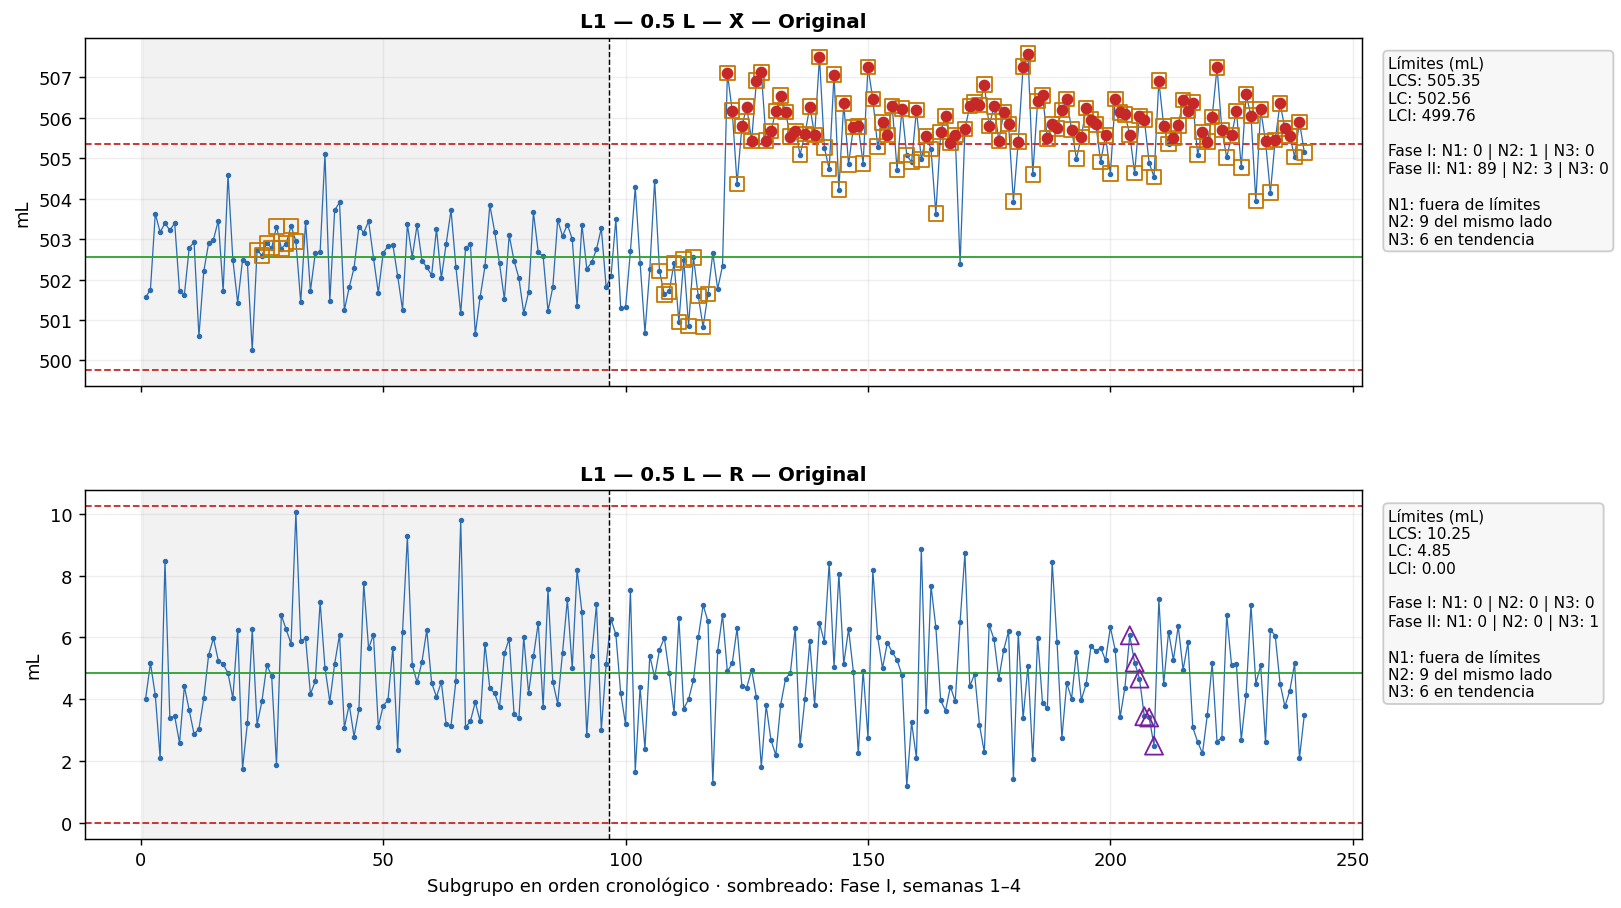 L1 — 0.5 L — X̄ — Original
507
506
505
504
503
502
501
500
mL
Límites (mL)
LCS: 505.35
LC: 502.56
LCI: 499.76
Fase I: N1: 0 | N2: 1 | N3: 0
Fase II: N1: 89 | N2: 3 | N3: 0
N1: fuera de límites
N2: 9 del mismo lado
N3: 6 en tendencia
L1 — 0.5 L — R — Original
10
8
6
4
2
0
mL
Límites (mL)
LCS: 10.25
LC: 4.85
LCI: 0.00
Fase I: N1: 0 | N2: 0 | N3: 0
Fase II: N1: 0 | N2: 0 | N3: 1
N1: fuera de límites
N2: 9 del mismo lado
N3: 6 en tendencia
0 50 100 150 200 250
Subgrupo en orden cronológico · sombreado: Fase I, semanas 1–4